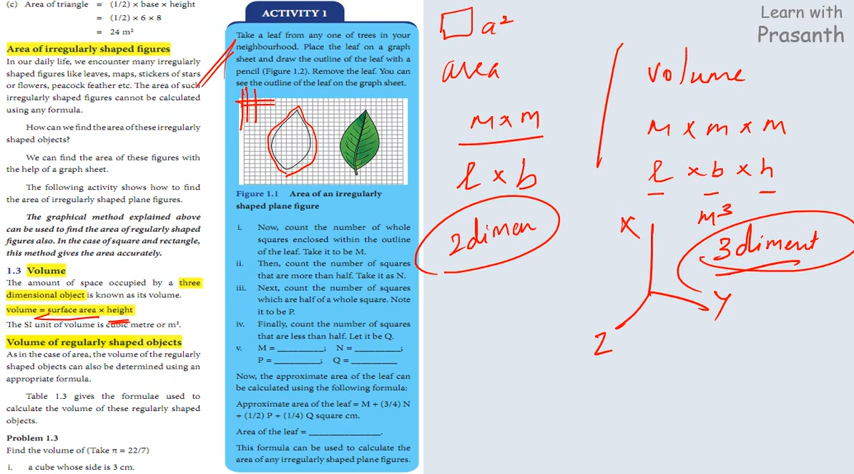 (c) Area of triangle = (1/2) × base × height
= (1/2) × 6 × 8
= 24 m²
Area of irregularly shaped figures
In our daily life, we encounter many irregularly
shaped figures like leaves, maps, stickers of stars
or flowers, peacock feather etc. The area of such
irregularly shaped figures cannot be calculated
using any formula.
How can we find the area of these irregularly
shaped objects?
We can find the area of these figures with
the help of a graph sheet.
The following activity shows how to find
the area of irregularly shaped plane figures.
The graphical method explained above
can be used to find the area of regularly shaped
figures also. In the case of square and rectangle,
this method gives the area accurately.
1.3 Volume
The amount of space occupied by a three
dimensional object is known as its volume.
volume = surface area × height
The SI unit of volume is cubic metre or m³.
Volume of regularly shaped objects
As in the case of area, the volume of the regularly
shaped objects can also be determined using an
appropriate formula.
Table 1.3 gives the formulae used to
calculate the volume of these regularly shaped
objects.
Problem 1.3
Find the volume of (Take π = 22/7)
i. a cube whose side is 3 cm.
ACTIVITY 1
Take a leaf from any one of trees in your
neighbourhood. Place the leaf on a graph
sheet and draw the outline of the leaf with a
pencil (Figure 1.2). Remove the leaf. You can
see the outline of the leaf on the graph sheet.
Figure 1.1 Area of an irregularly
shaped plane figure
i. Now, count the number of whole
squares enclosed within the outline
of the leaf. Take it to be M.
ii. Then, count the number of squares
that are more than half. Take it as N.
iii. Next, count the number of squares
which are half of a whole square. Note
it to be P.
iv. Finally, count the number of squares
that are less than half. Let it be Q.
v. M = ________; N = ________;
P = ________; Q = ________
Now, the approximate area of the leaf can
be calculated using the following formula:
Approximate area of the leaf = M + (3/4) N
+ (1/2) P + (1/4) Q square cm.
Area of the leaf = ____________
This formula can be used to calculate the
area of any irregularly shaped plane figures.
a²
area
m x m
l x b
2 dimen
volume
m x m x m
l x b x h
m³
3 diment
X
Y
Z
Learn with
Prasanth